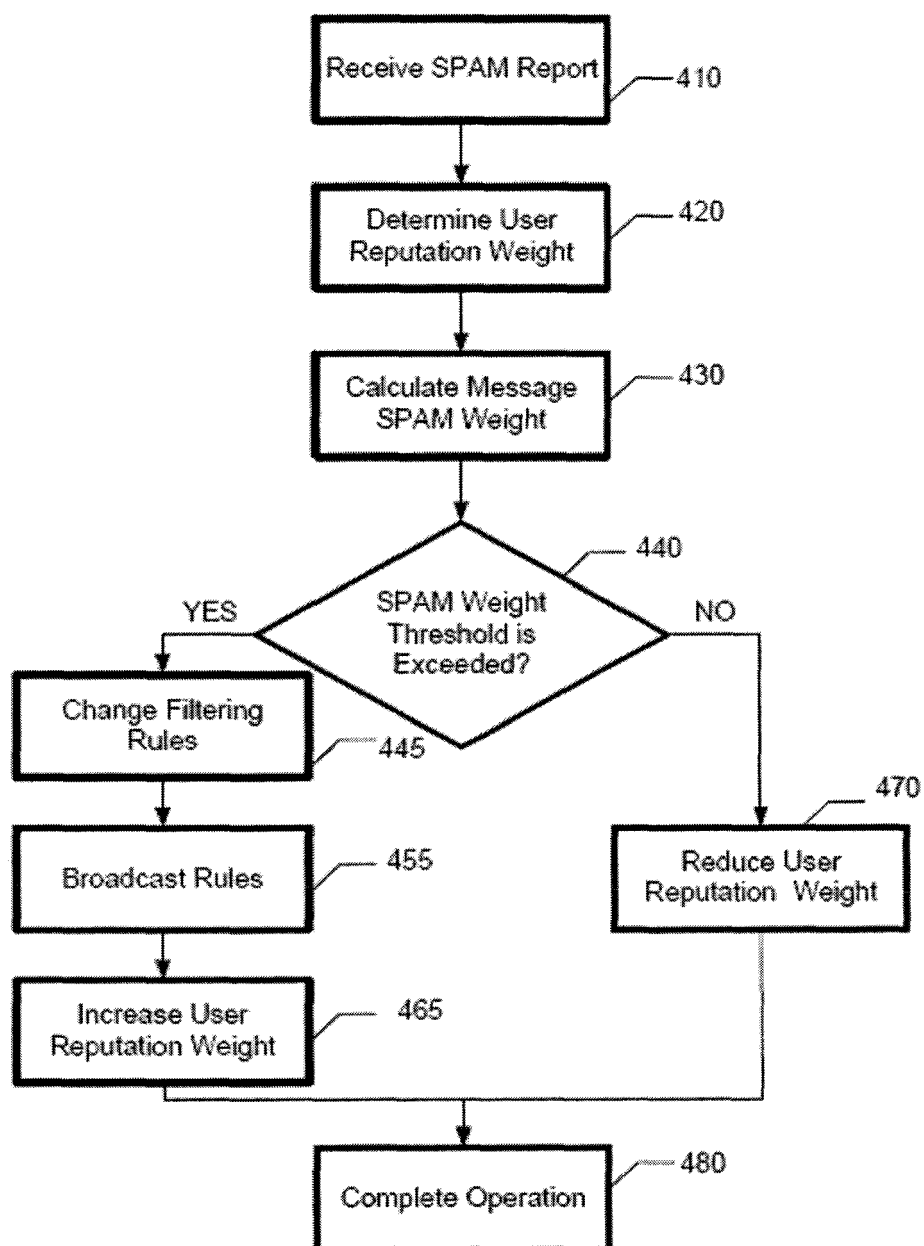 Receive SPAM Report
410
Determine User
Reputation Weight
420
Calculate Message
SPAM Weight
430
440
SPAM Weight
Threshold is
Exceeded?
YES
NO
Change Filtering
Rules
445
Broadcast Rules
455
470
Reduce User
Reputation Weight
Increase User
Reputation Weight
465
Complete Operation
480